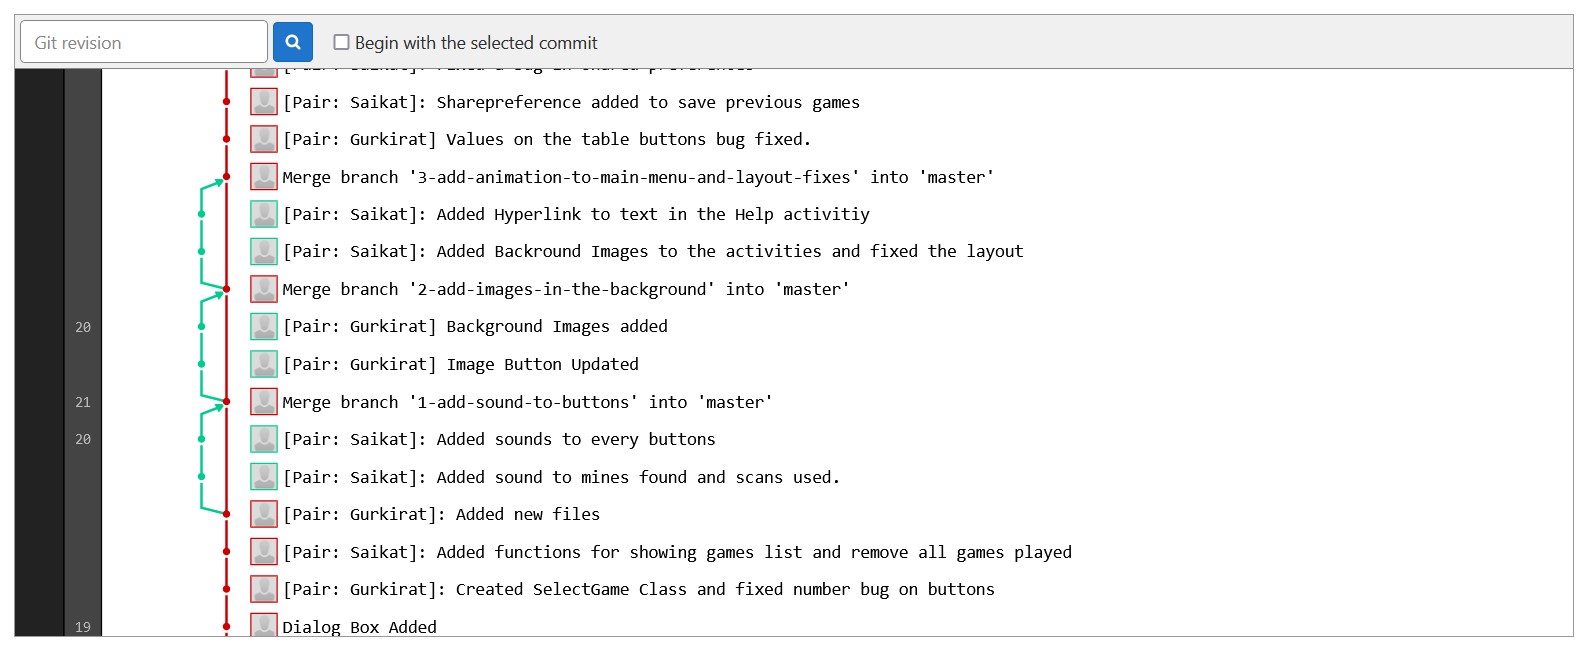 Git revision
Begin with the selected commit
[Pair: Saikat]: Fixed a bug in shared preferences
[Pair: Saikat]: Sharepreference added to save previous games
[Pair: Gurkirat] Values on the table buttons bug fixed.
Merge branch '3-add-animation-to-main-menu-and-layout-fixes' into 'master'
[Pair: Saikat]: Added Hyperlink to text in the Help activitiy
[Pair: Saikat]: Added Backround Images to the activities and fixed the layout
Merge branch '2-add-images-in-the-background' into 'master'
20 [Pair: Gurkirat] Background Images added
[Pair: Gurkirat] Image Button Updated
21 Merge branch '1-add-sound-to-buttons' into 'master'
20 [Pair: Saikat]: Added sounds to every buttons
[Pair: Saikat]: Added sound to mines found and scans used.
[Pair: Gurkirat]: Added new files
[Pair: Saikat]: Added functions for showing games list and remove all games played
[Pair: Gurkirat]: Created SelectGame Class and fixed number bug on buttons
19 Dialog Box Added